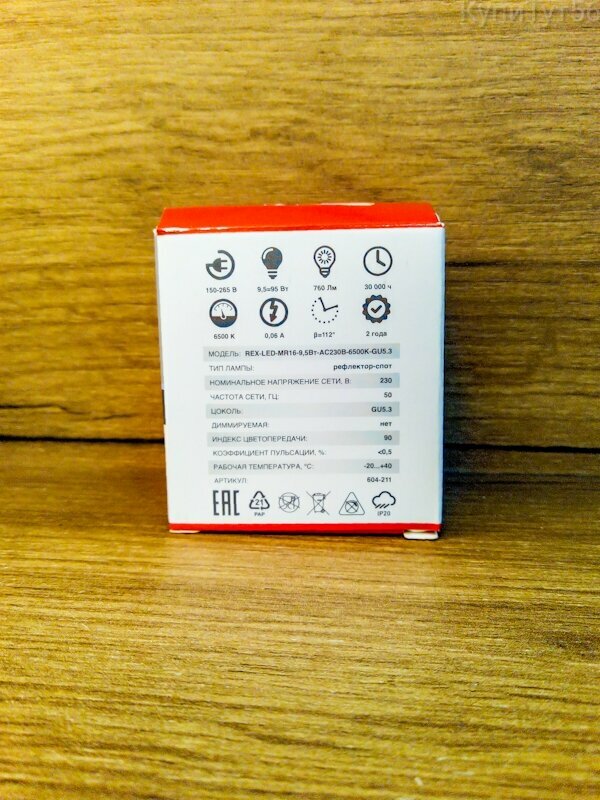 КупиТутБо
150-265 В 9,5=95 Вт 760 Лм 30 000 ч
6500 К 0,06 А β=112° 2 года
МОДЕЛЬ: REX-LED-MR16-9,5Вт-AC230В-6500K-GU5.3
ТИП ЛАМПЫ: рефлектор-спот
НОМИНАЛЬНОЕ НАПРЯЖЕНИЕ СЕТИ, В: 230
ЧАСТОТА СЕТИ, ГЦ: 50
ЦОКОЛЬ: GU5.3
ДИММИРУЕМАЯ: нет
ИНДЕКС ЦВЕТОПЕРЕДАЧИ: 90
КОЭФФИЦИЕНТ ПУЛЬСАЦИИ, %: <0,5
РАБОЧАЯ ТЕМПЕРАТУРА, °С: -20...+40
АРТИКУЛ: 604-211
EAC 21
PAP IP20